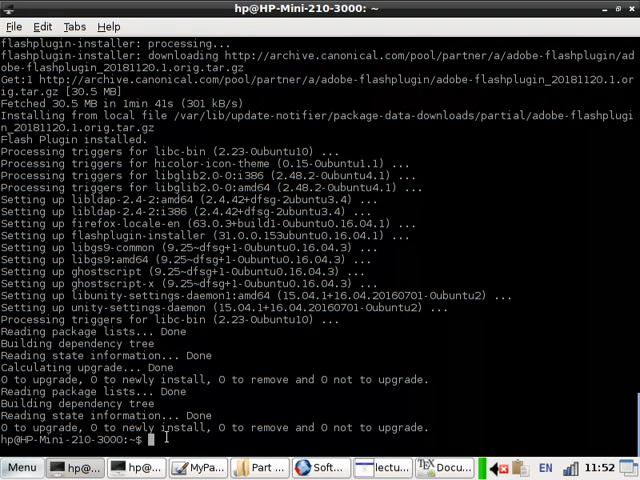 hp@HP-Mini-210-3000: ~
File Edit Tabs Help
flashplugin-installer: processing...
flashplugin-installer: downloading http://archive.canonical.com/pool/partner/a/adobe-flashplugin/ad
obe-flashplugin_20181120.1.orig.tar.gz
Get:1 http://archive.canonical.com/pool/partner/a/adobe-flashplugin/adobe-flashplugin_20181120.1.or
ig.tar.gz [30.5 MB]
Fetched 30.5 MB in 1min 41s (301 kB/s)
Installing from local file /var/lib/update-notifier/package-data-downloads/partial/adobe-flashplugi
n_20181120.1.orig.tar.gz
Flash Plugin installed.
Processing triggers for libc-bin (2.23-0ubuntu10) ...
Processing triggers for hicolor-icon-theme (0.15-0ubuntu1.1) ...
Processing triggers for libglib2.0-0:i386 (2.48.2-0ubuntu4.1) ...
Processing triggers for libglib2.0-0:amd64 (2.48.2-0ubuntu4.1) ...
Setting up libldap-2.4-2:amd64 (2.4.42+dfsg-2ubuntu3.4) ...
Setting up libldap-2.4-2:i386 (2.4.42+dfsg-2ubuntu3.4) ...
Setting up firefox-locale-en (63.0.3+build1-0ubuntu0.16.04.1) ...
Setting up flashplugin-installer (31.0.0.153ubuntu0.16.04.1) ...
Setting up libgs9-common (9.25~dfsg+1-0ubuntu0.16.04.3) ...
Setting up libgs9:amd64 (9.25~dfsg+1-0ubuntu0.16.04.3) ...
Setting up ghostscript (9.25~dfsg+1-0ubuntu0.16.04.3) ...
Setting up ghostscript-x (9.25~dfsg+1-0ubuntu0.16.04.3) ...
Setting up libunity-settings-daemon1:amd64 (15.04.1+16.04.20160701-0ubuntu2) ...
Setting up unity-settings-daemon (15.04.1+16.04.20160701-0ubuntu2) ...
Processing triggers for libc-bin (2.23-0ubuntu10) ...
Reading package lists... Done
Building dependency tree
Reading state information... Done
Calculating upgrade... Done
0 to upgrade, 0 to newly install, 0 to remove and 0 not to upgrade.
Reading package lists... Done
Building dependency tree
Reading state information... Done
0 to upgrade, 0 to newly install, 0 to remove and 0 not to upgrade.
hp@HP-Mini-210-3000:~$
Menu hp@... hp@... MyPa... Part ... Soft... lectu... TEX Docu... EN 11:52